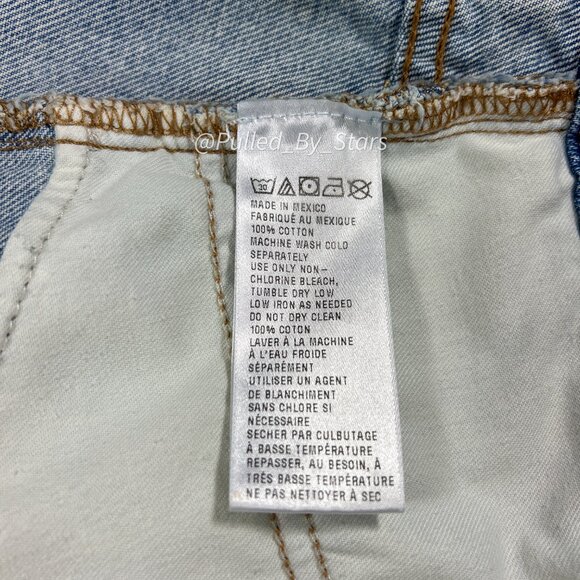 @Pulled_By_Stars
30
MADE IN MEXICO
FABRIQUÉ AU MEXIQUE
100% COTTON
MACHINE WASH COLD
SEPARATELY
USE ONLY NON–
CHLORINE BLEACH,
TUMBLE DRY LOW
LOW IRON AS NEEDED
DO NOT DRY CLEAN
100% COTON
LAVER À LA MACHINE
À L'EAU FROIDE
SÉPARÉMENT
UTILISER UN AGENT
DE BLANCHIMENT
SANS CHLORE SI
NÉCESSAIRE
SECHER PAR CULBUTAGE
À BASSE TEMPÉRATURE
REPASSER, AU BESOIN, À
TRÉS BASSE TEMPÉRATURE
NE PAS NETTOYER À SEC